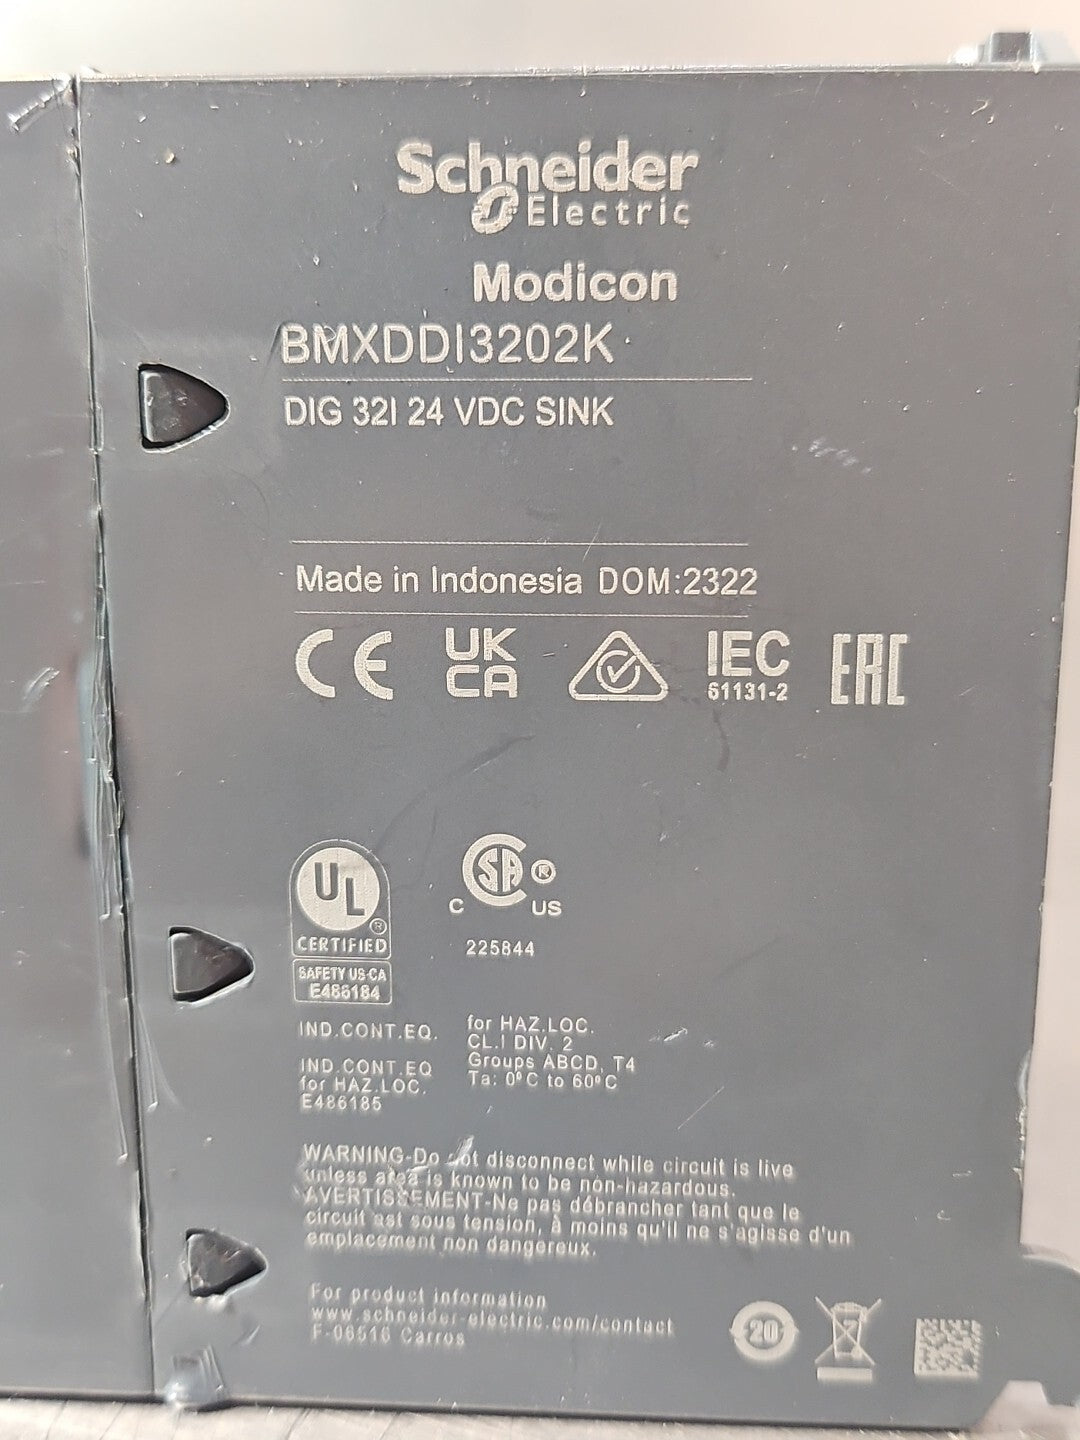 Schneider
Electric
Modicon
BMXDDI3202K
DIG 32I 24 VDC SINK
Made in Indonesia DOM:2322
CE UK CA IEC 61131-2 EAC
UL
CERTIFIED
SAFETY US-CA
E486184
CSA ®
C US
225844
IND.CONT.EQ.
IND.CONT.EQ
for HAZ.LOC.
E486185
for HAZ.LOC.
CL.I DIV. 2
Groups ABCD, T4
Ta: 0°C to 60°C
WARNING-Do not disconnect while circuit is live
unless area is known to be non-hazardous.
AVERTISSEMENT-Ne pas débrancher tant que le
circuit est sous tension, à moins qu'il ne s'agisse d'un
emplacement non dangereux.
For product information
www.schneider-electric.com/contact
F-06516 Carros
20